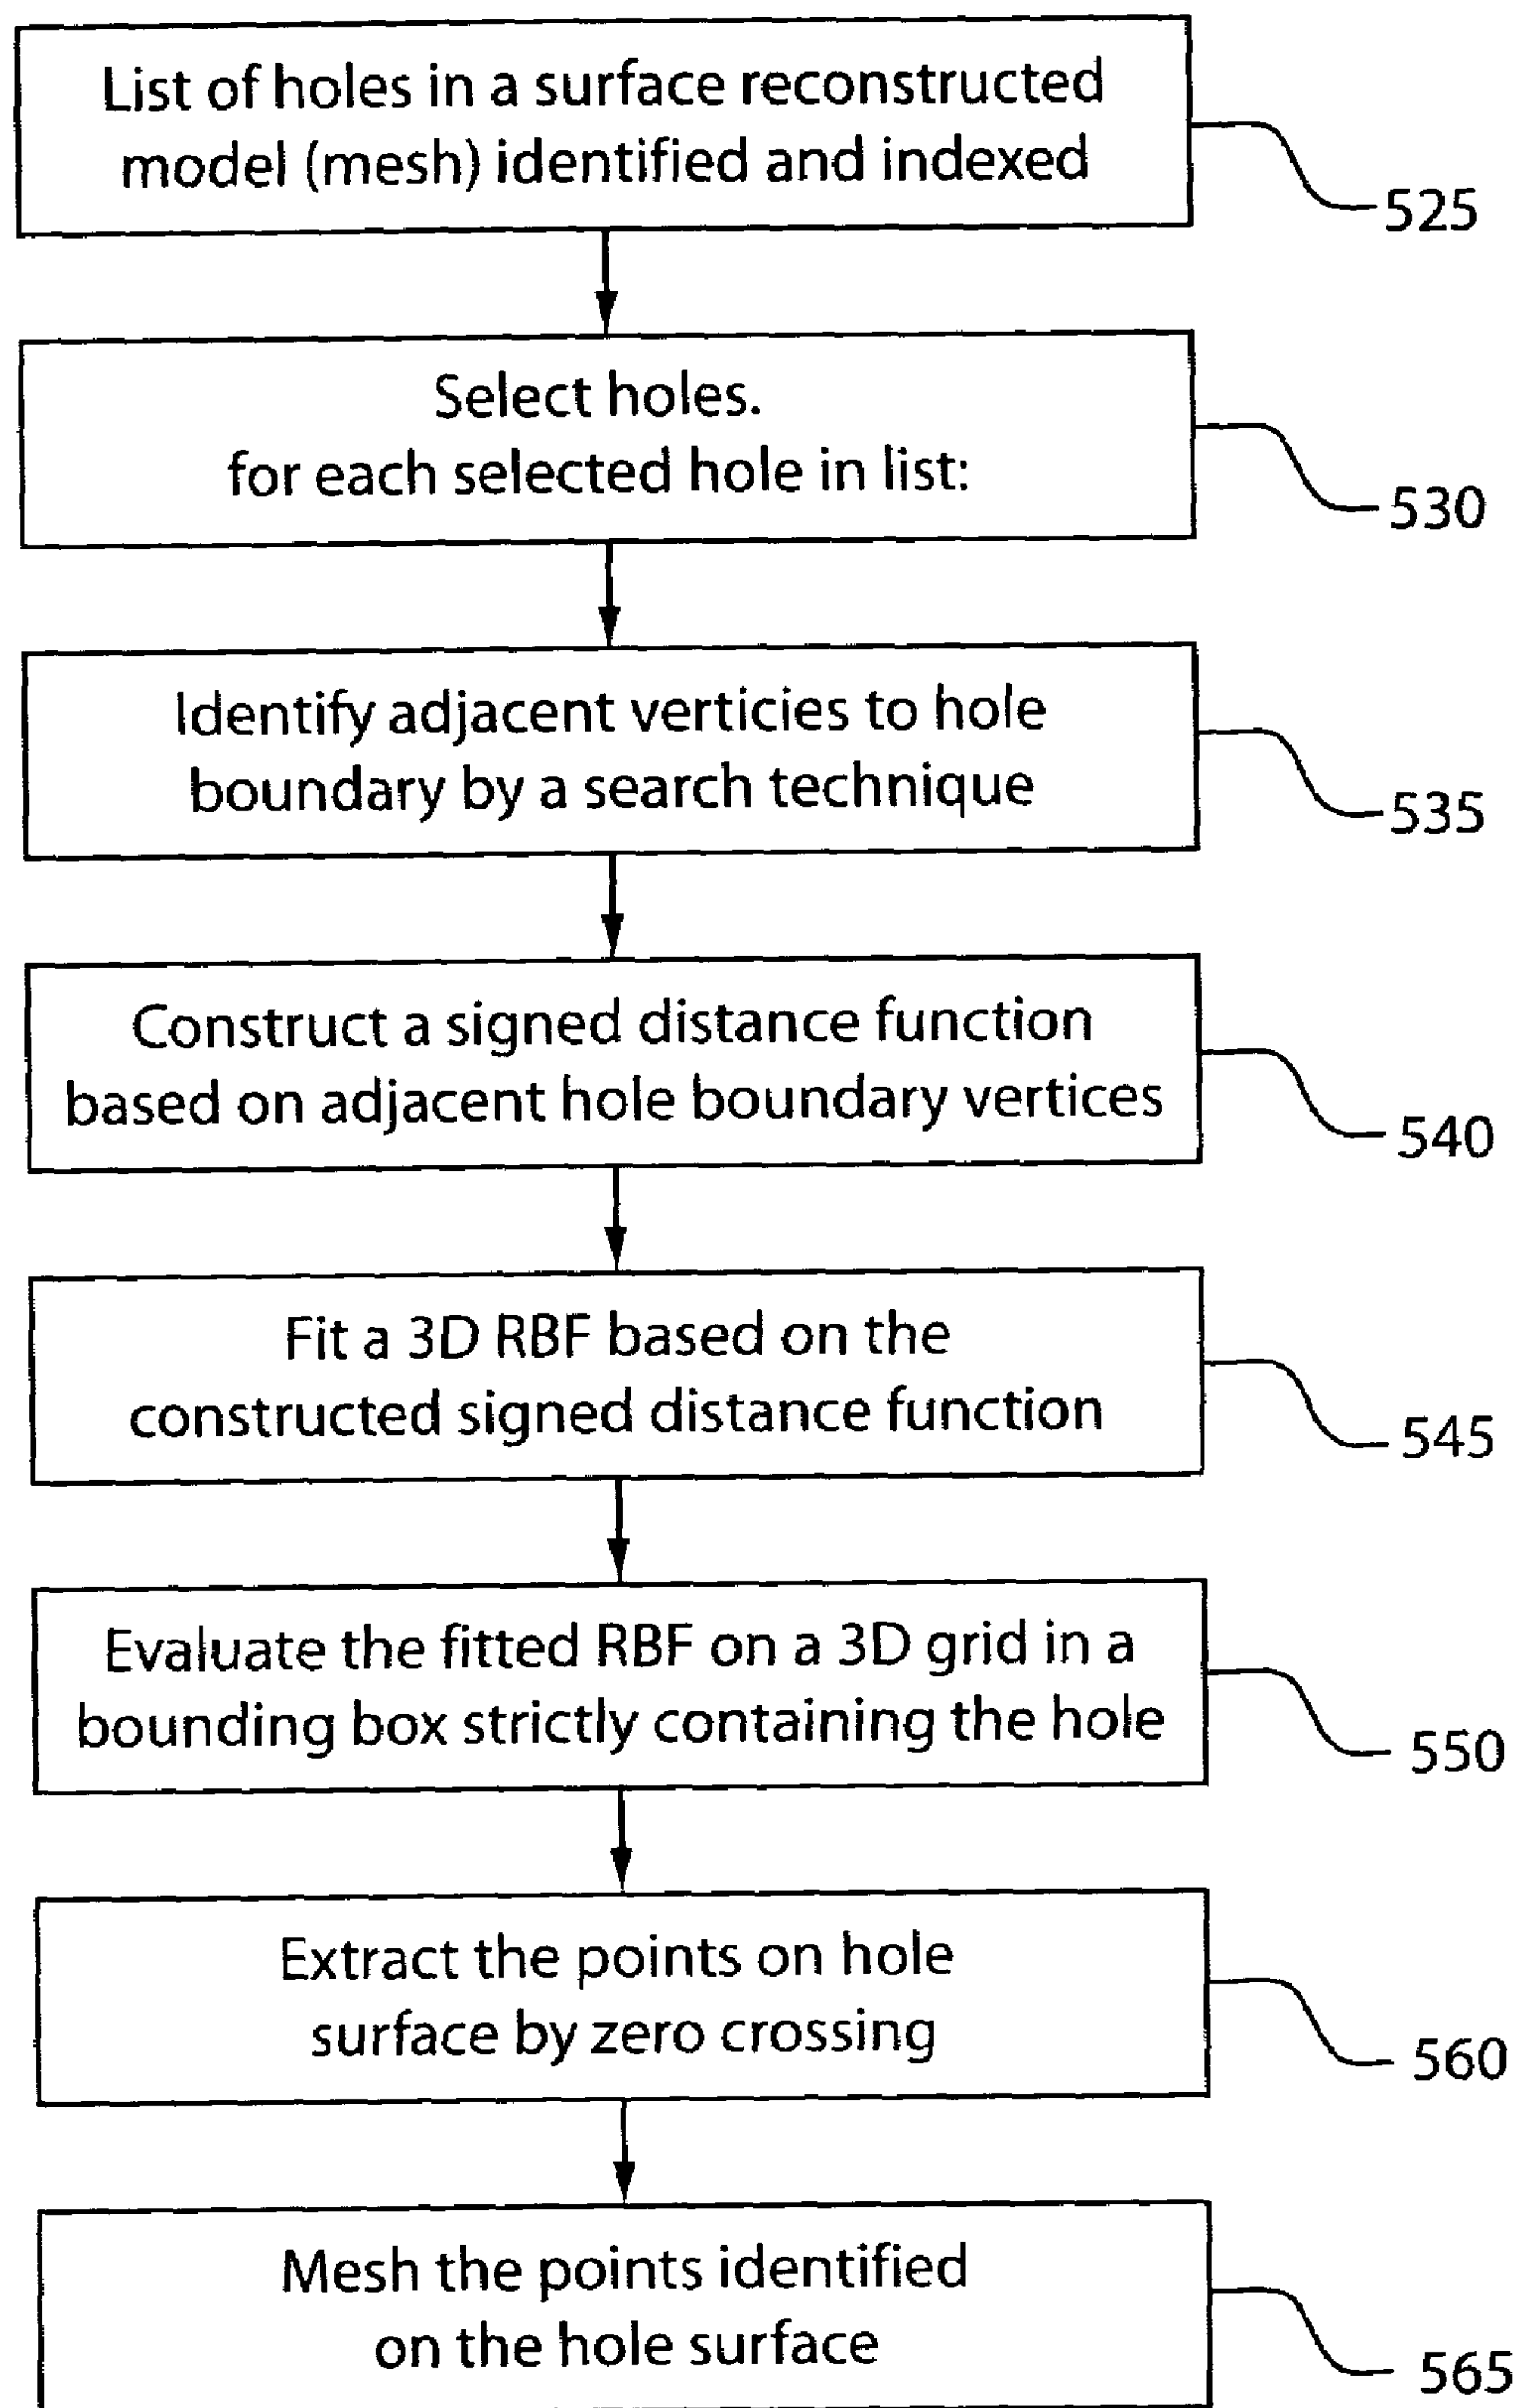 List of holes in a surface reconstructed
model (mesh) identified and indexed
525
Select holes.
for each selected hole in list:
530
Identify adjacent verticies to hole
boundary by a search technique
535
Construct a signed distance function
based on adjacent hole boundary vertices
540
Fit a 3D RBF based on the
constructed signed distance function
545
Evaluate the fitted RBF on a 3D grid in a
bounding box strictly containing the hole
550
Extract the points on hole
surface by zero crossing
560
Mesh the points identified
on the hole surface
565